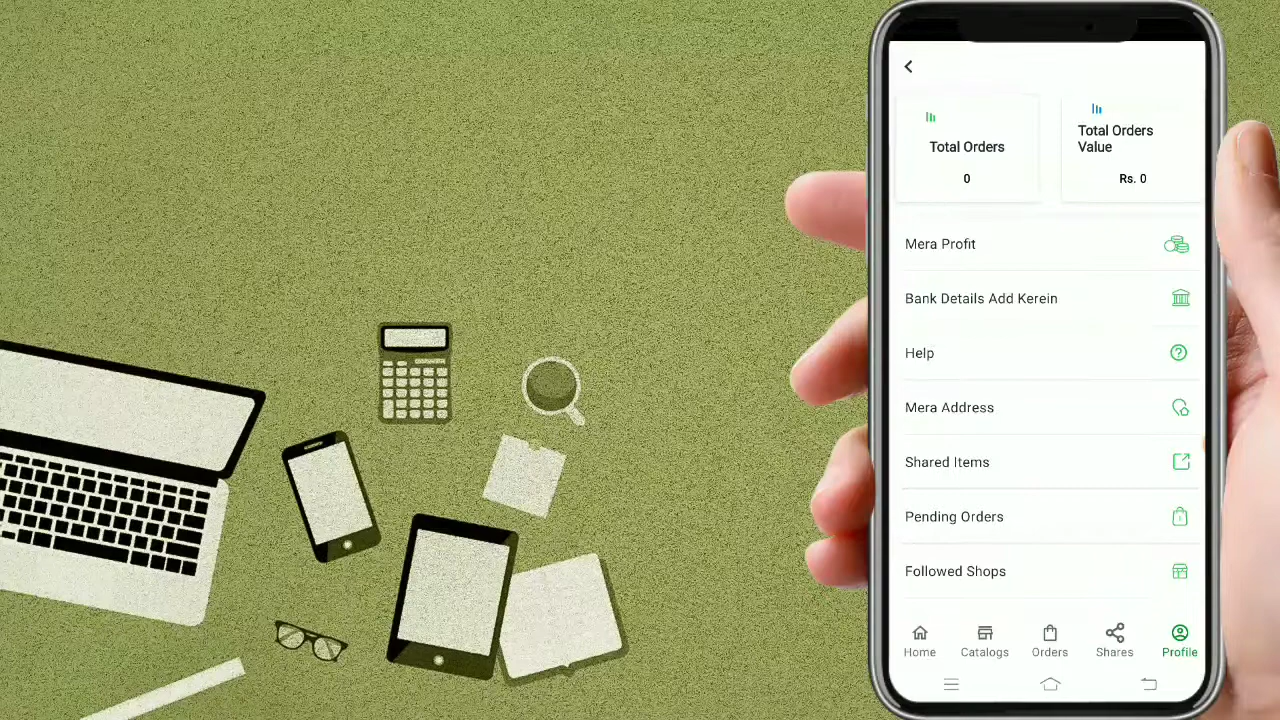 Total Orders
0
Total Orders
Value
Rs. 0
Mera Profit
Bank Details Add Kerein
Help
Mera Address
Shared Items
Pending Orders
Followed Shops
Home
Catalogs
Orders
Shares
Profile